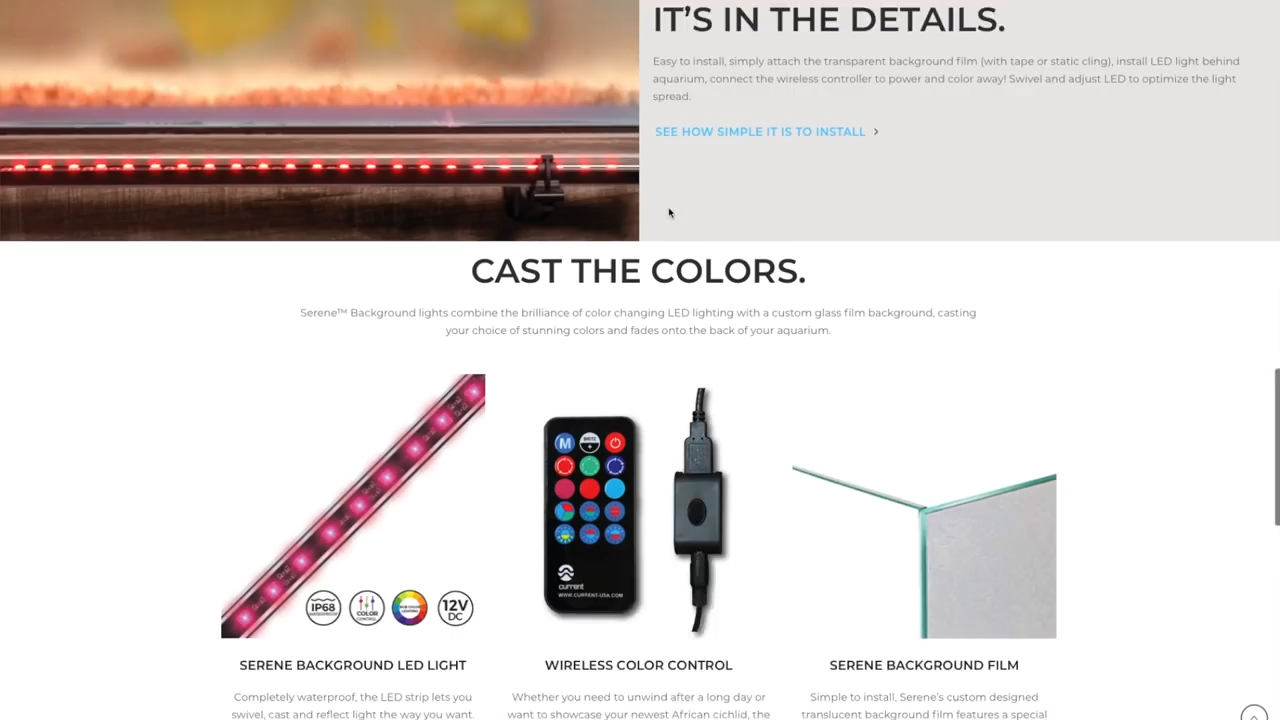 IT'S IN THE DETAILS.
Easy to install, simply attach the transparent background film (with tape or static cling), install LED light behind
aquarium, connect the wireless controller to power and color away! Swivel and adjust LED to optimize the light
spread.
SEE HOW SIMPLE IT IS TO INSTALL >
CAST THE COLORS.
Serene™ Background lights combine the brilliance of color changing LED lighting with a custom glass film background, casting
your choice of stunning colors and fades onto the back of your aquarium.
IP68
COLOR
CONTROL
12V
DC
M
BRITE
current
WWW.CURRENT-USA.COM
SERENE BACKGROUND LED LIGHT
WIRELESS COLOR CONTROL
SERENE BACKGROUND FILM
Completely waterproof, the LED strip lets you
swivel, cast and reflect light the way you want.
Whether you need to unwind after a long day or
want to showcase your newest African cichlid, the
Simple to install, Serene's custom designed
translucent background film features a special